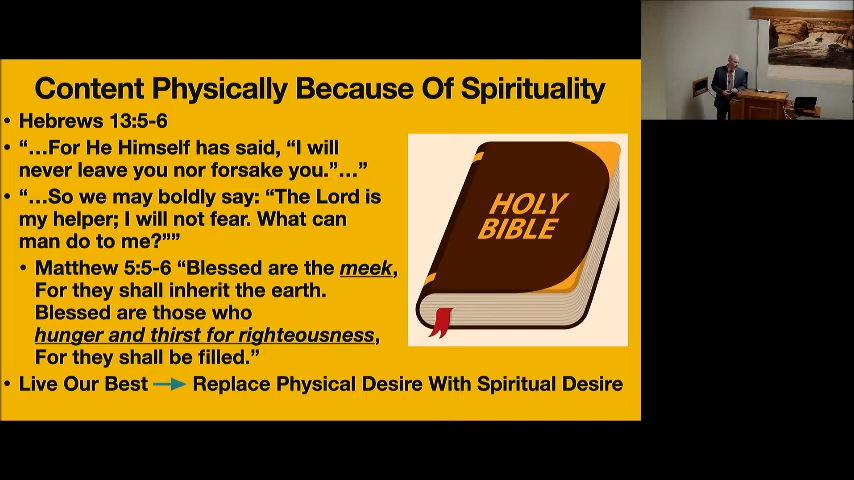 Content Physically Because Of Spirituality
• Hebrews 13:5-6
• “…For He Himself has said, “I will
never leave you nor forsake you.”…”
• “…So we may boldly say: “The Lord is
my helper; I will not fear. What can
man do to me?””
• Matthew 5:5-6 “Blessed are the meek,
For they shall inherit the earth.
Blessed are those who
hunger and thirst for righteousness,
For they shall be filled.”
• Live Our Best → Replace Physical Desire With Spiritual Desire
HOLY
BIBLE